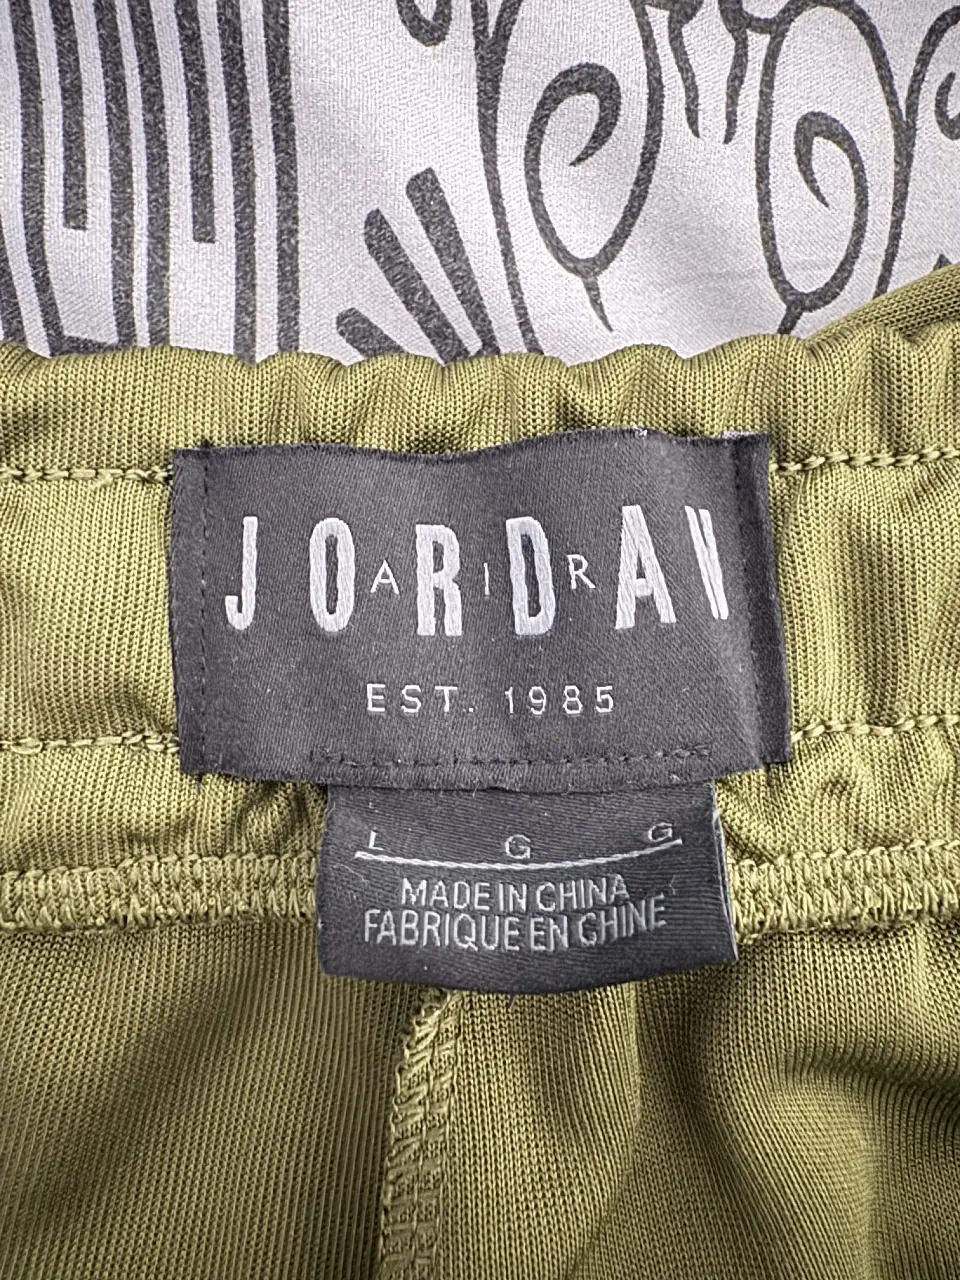 JORDAN
AIR
EST. 1985
L G G
MADE IN CHINA
FABRIQUE EN CHINE